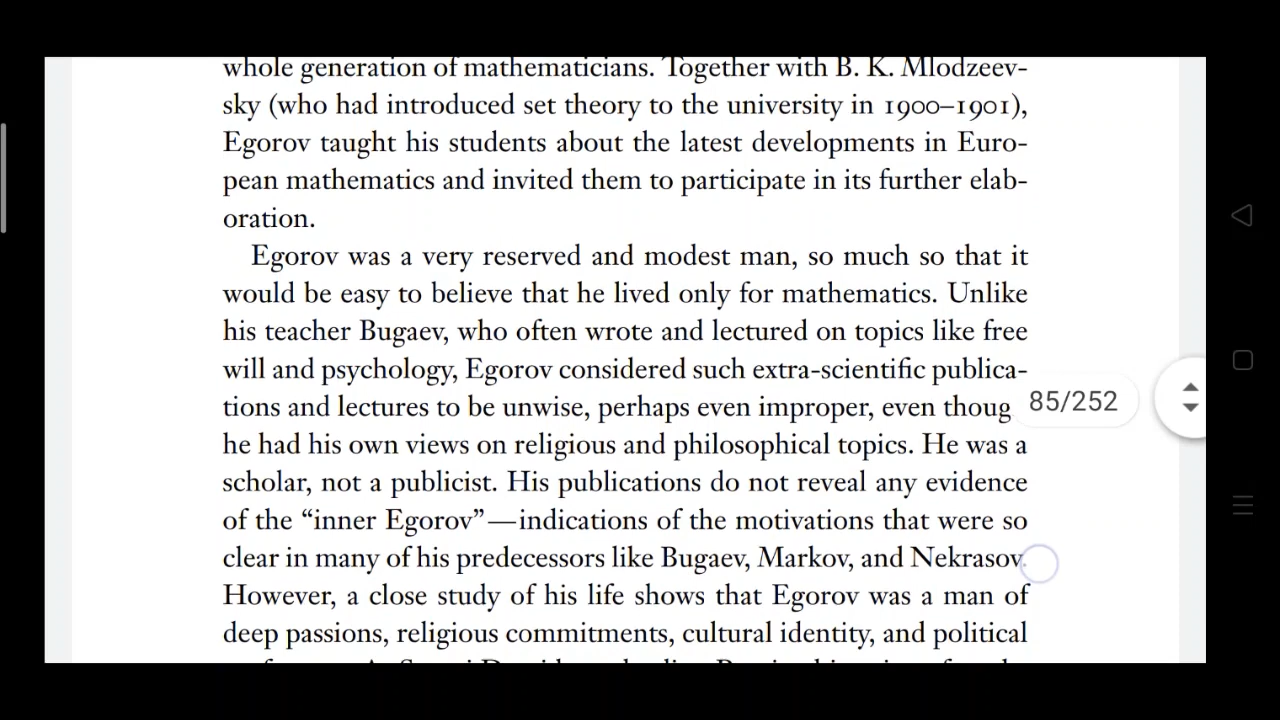 whole generation of mathematicians. Together with B. K. Mlodzeev-
sky (who had introduced set theory to the university in 1900–1901),
Egorov taught his students about the latest developments in Euro-
pean mathematics and invited them to participate in its further elab-
oration.
Egorov was a very reserved and modest man, so much so that it
would be easy to believe that he lived only for mathematics. Unlike
his teacher Bugaev, who often wrote and lectured on topics like free
will and psychology, Egorov considered such extra-scientific publica-
tions and lectures to be unwise, perhaps even improper, even thoug
85/252
he had his own views on religious and philosophical topics. He was a
scholar, not a publicist. His publications do not reveal any evidence
of the “inner Egorov”—indications of the motivations that were so
clear in many of his predecessors like Bugaev, Markov, and Nekrasov.
However, a close study of his life shows that Egorov was a man of
deep passions, religious commitments, cultural identity, and political